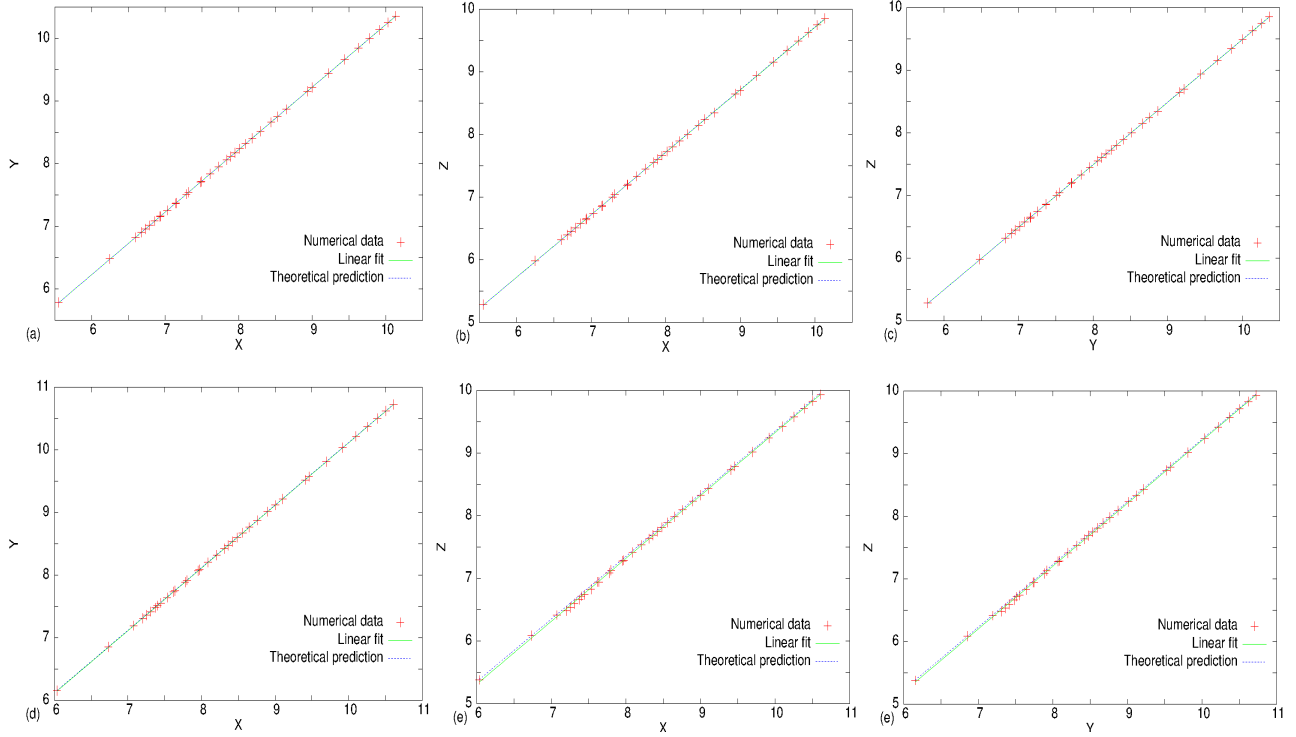 10
9
8
7
6
Y
6 7 8 9 10
X
(a)
Numerical data
Linear fit
Theoretical prediction
10
9
8
7
6
5
Z
6 7 8 9 10
X
(b)
Numerical data
Linear fit
Theoretical prediction
10
9
8
7
6
5
Z
6 7 8 9 10
Y
(c)
Numerical data
Linear fit
Theoretical prediction
11
10
9
8
7
6
Y
6 7 8 9 10 11
X
(d)
Numerical data
Linear fit
Theoretical prediction
10
9
8
7
6
5
Z
6 7 8 9 10 11
X
(e)
Numerical data
Linear fit
Theoretical prediction
10
9
8
7
6
5
Z
6 7 8 9 10 11
Y
(e)
Numerical data
Linear fit
Theoretical prediction